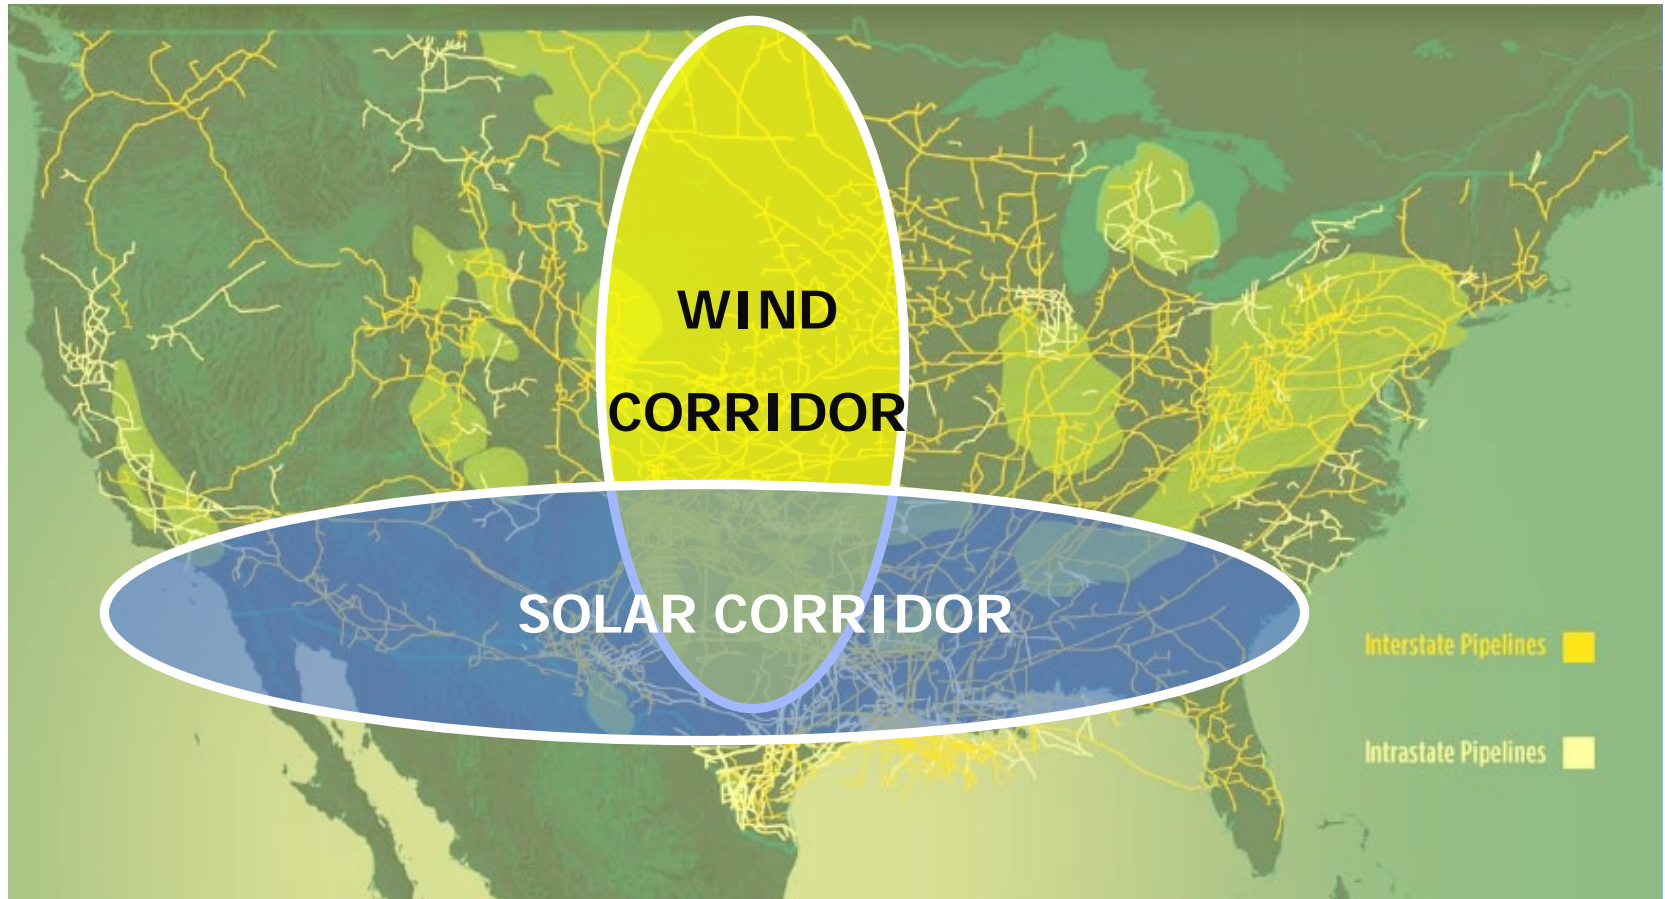 WIND
CORRIDOR
SOLAR CORRIDOR
Interstate Pipelines
Intrastate Pipelines